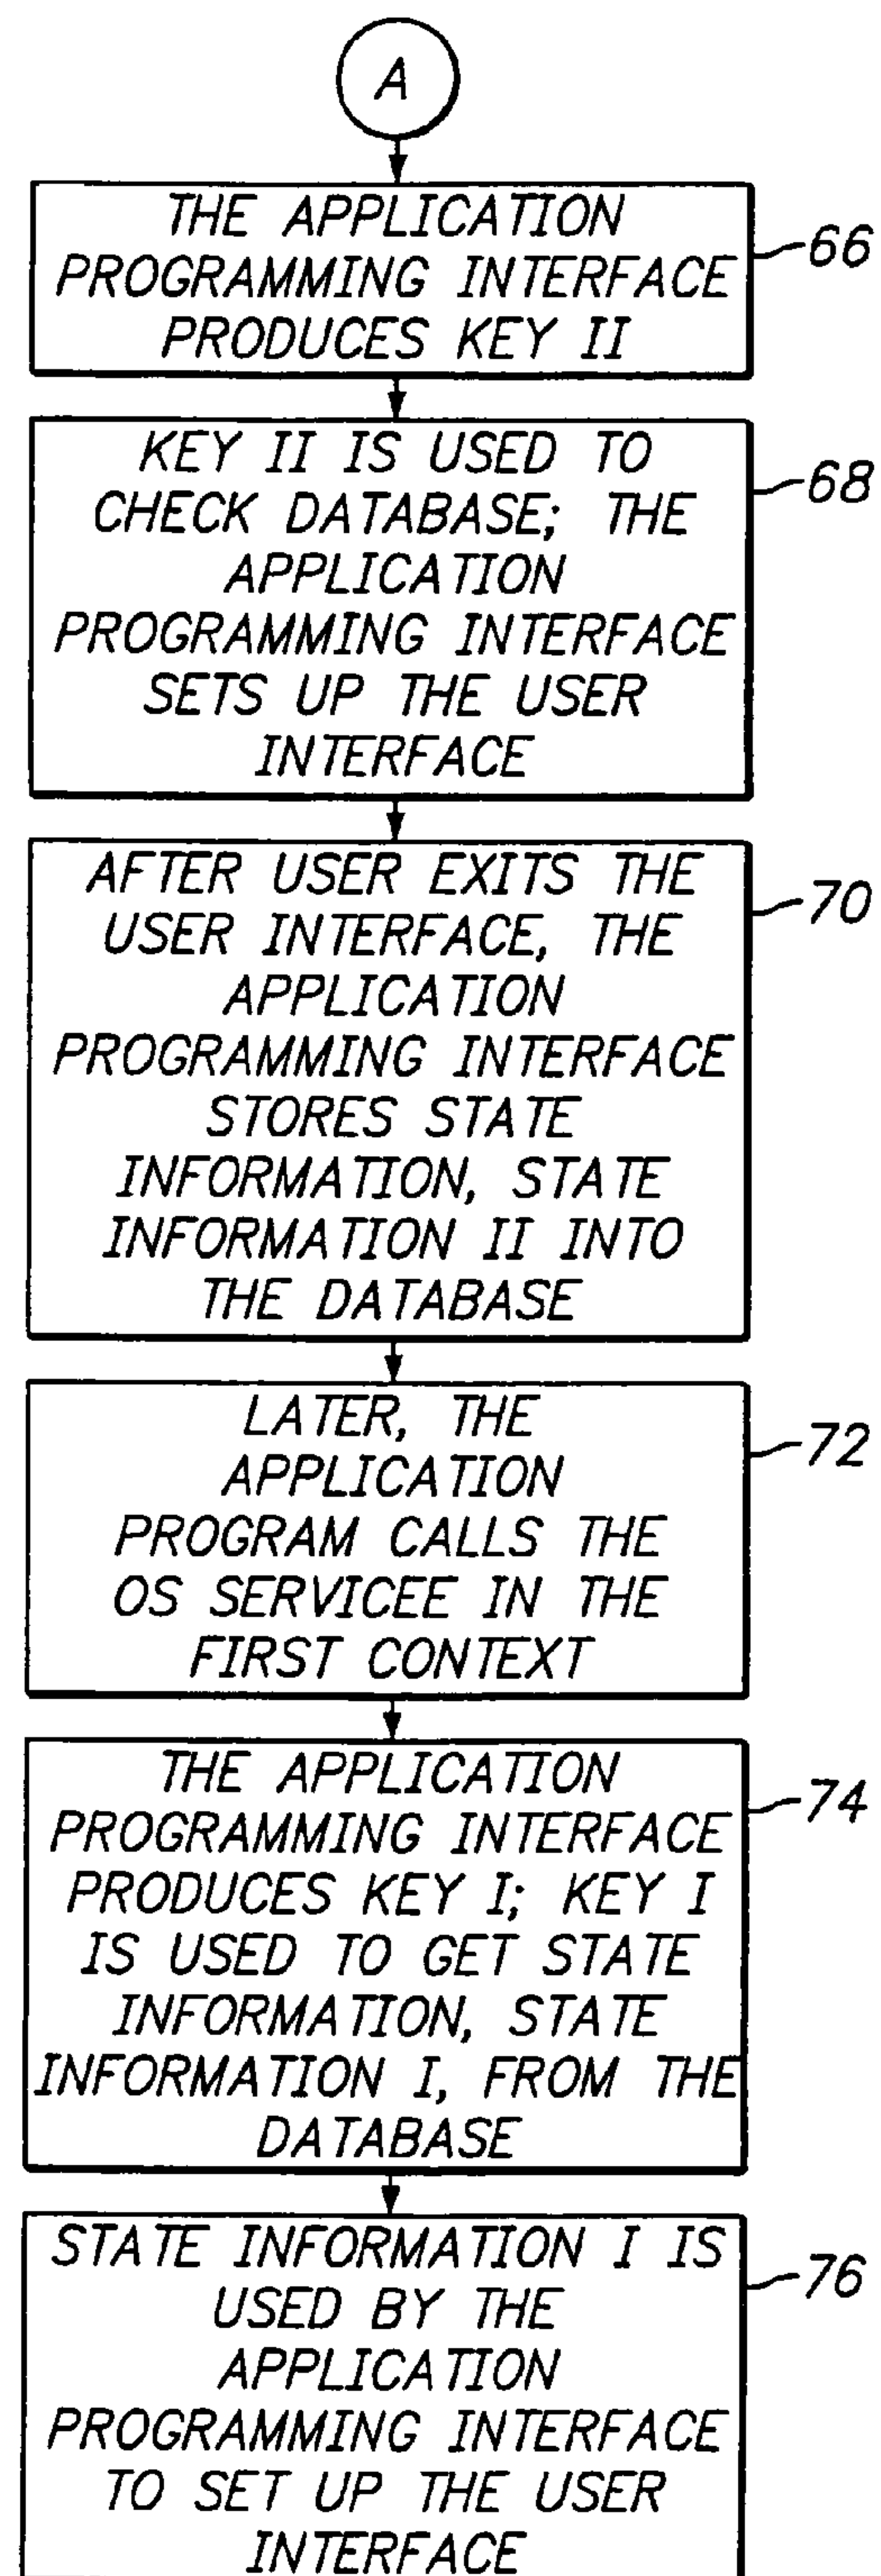 A
THE APPLICATION
PROGRAMMING INTERFACE
PRODUCES KEY II
66
KEY II IS USED TO
CHECK DATABASE; THE
APPLICATION
PROGRAMMING INTERFACE
SETS UP THE USER
INTERFACE
68
AFTER USER EXITS THE
USER INTERFACE, THE
APPLICATION
PROGRAMMING INTERFACE
STORES STATE
INFORMATION, STATE
INFORMATION II INTO
THE DATABASE
70
LATER, THE
APPLICATION
PROGRAM CALLS THE
OS SERVICEE IN THE
FIRST CONTEXT
72
THE APPLICATION
PROGRAMMING INTERFACE
PRODUCES KEY I; KEY I
IS USED TO GET STATE
INFORMATION, STATE
INFORMATION I, FROM THE
DATABASE
74
STATE INFORMATION I IS
USED BY THE
APPLICATION
PROGRAMMING INTERFACE
TO SET UP THE USER
INTERFACE
76